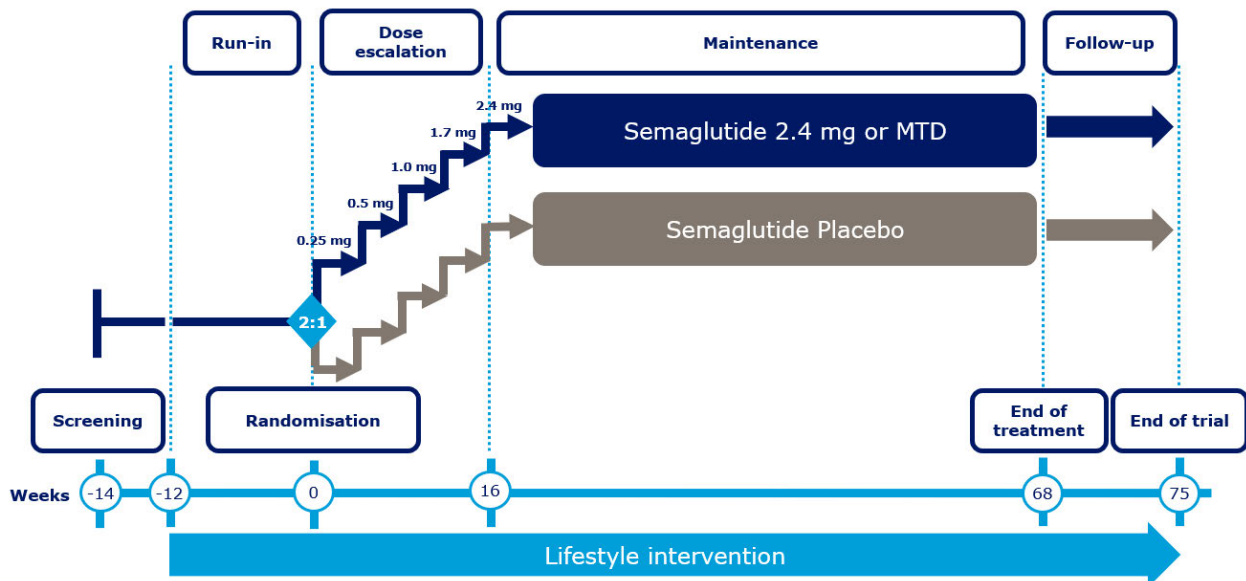 Run-in
Dose
escalation
Maintenance
Follow-up
2.4 mg
1.7 mg
1.0 mg
0.5 mg
0.25 mg
Semaglutide 2.4 mg or MTD
Semaglutide Placebo
2:1
Screening
Randomisation
End of
treatment
End of trial
Weeks
-14
-12
0
16
68
75
Lifestyle intervention